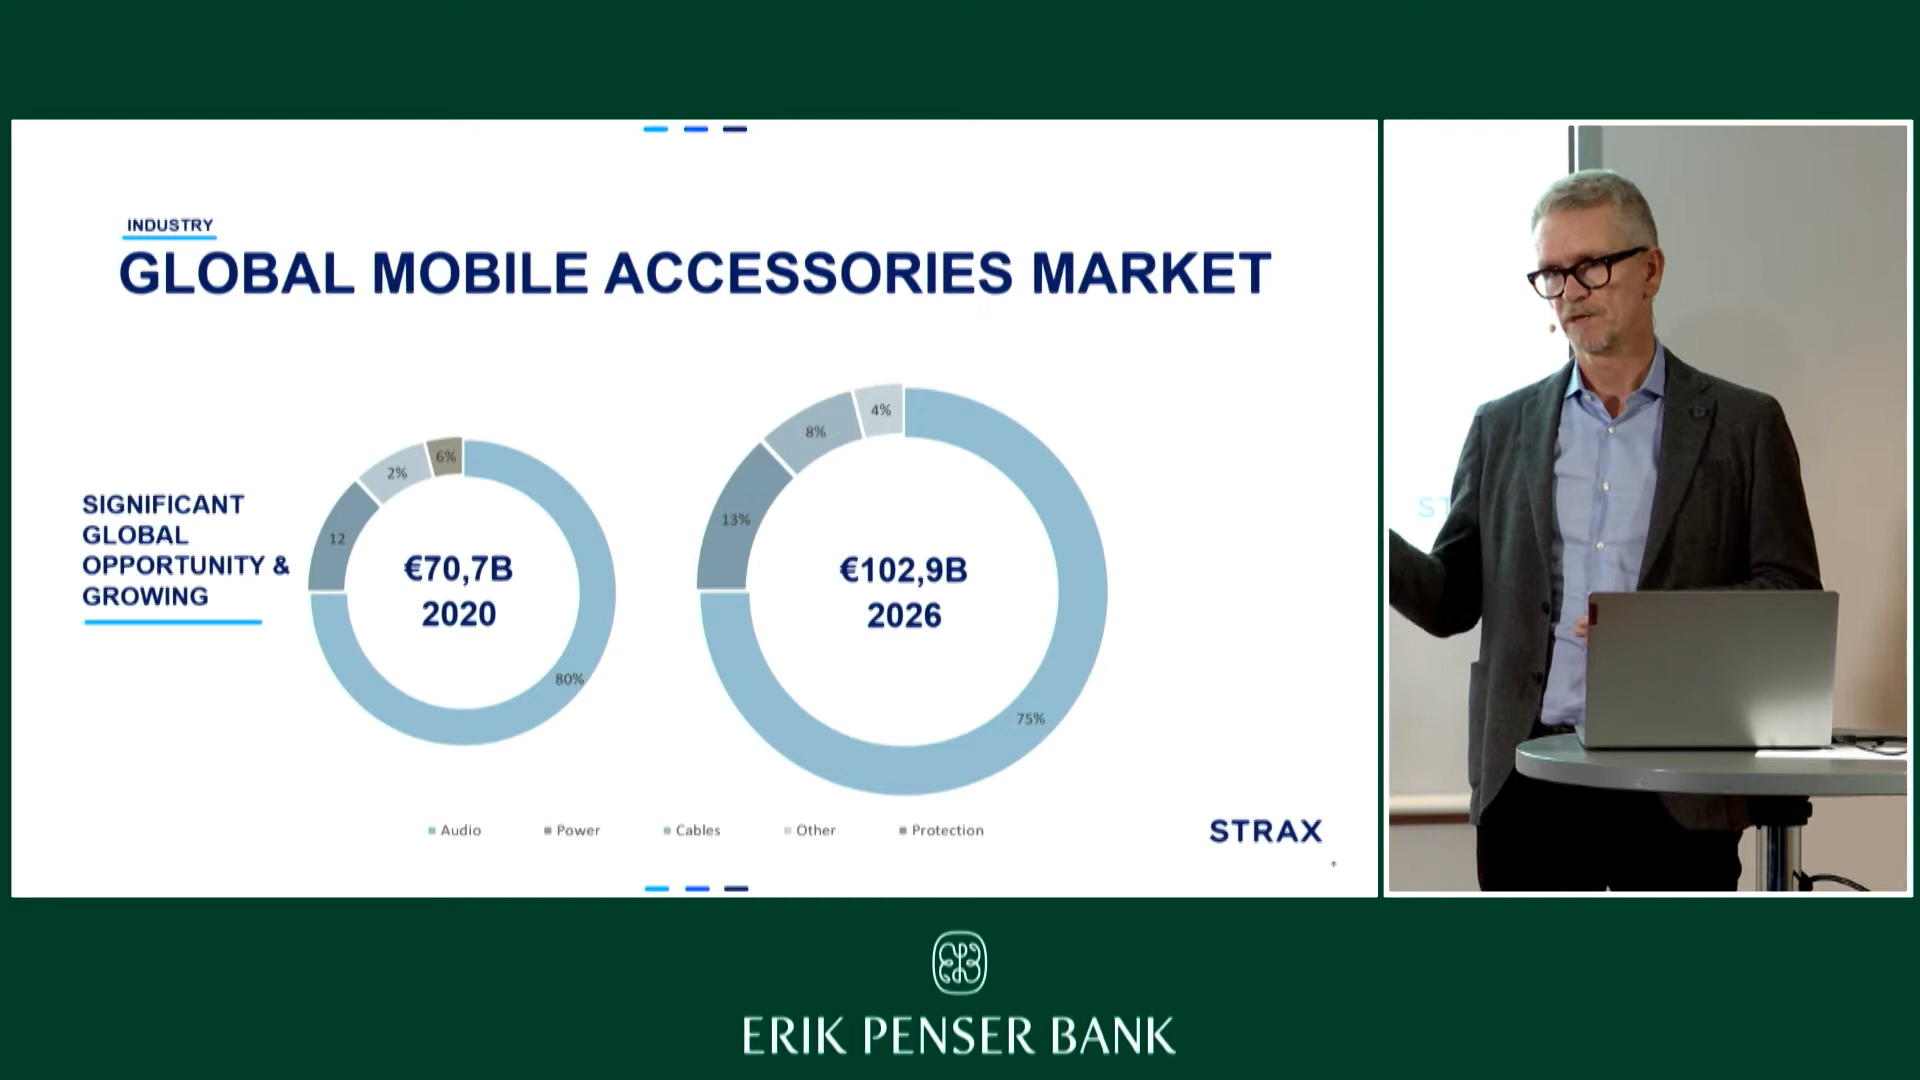 INDUSTRY
GLOBAL MOBILE ACCESSORIES MARKET
SIGNIFICANT
GLOBAL
OPPORTUNITY &
GROWING
6%
2%
12
80%
€70,7B
2020
4%
8%
13%
75%
€102,9B
2026
Audio
Power
Cables
Other
Protection
STRAX
ST
ERIK PENSER BANK